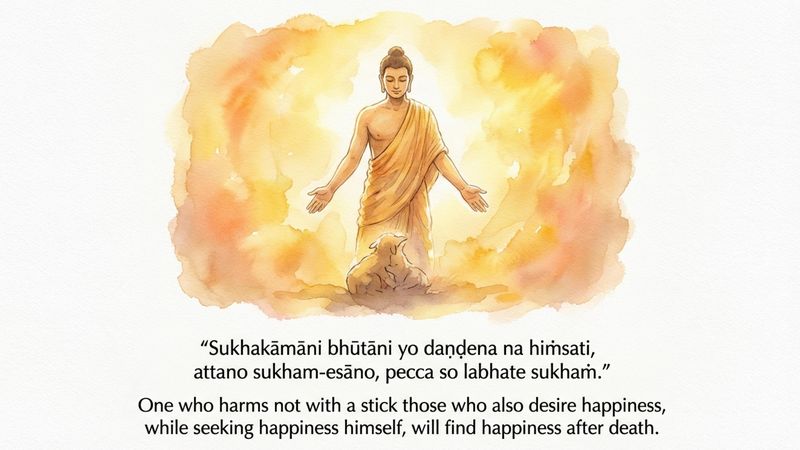 “Sukhakāmāni bhūtāni yo daṇḍena na hiṁsati,
attano sukham-esāno, pecca so labhate sukhaṁ.”
One who harms not with a stick those who also desire happiness,
while seeking happiness himself, will find happiness after death.